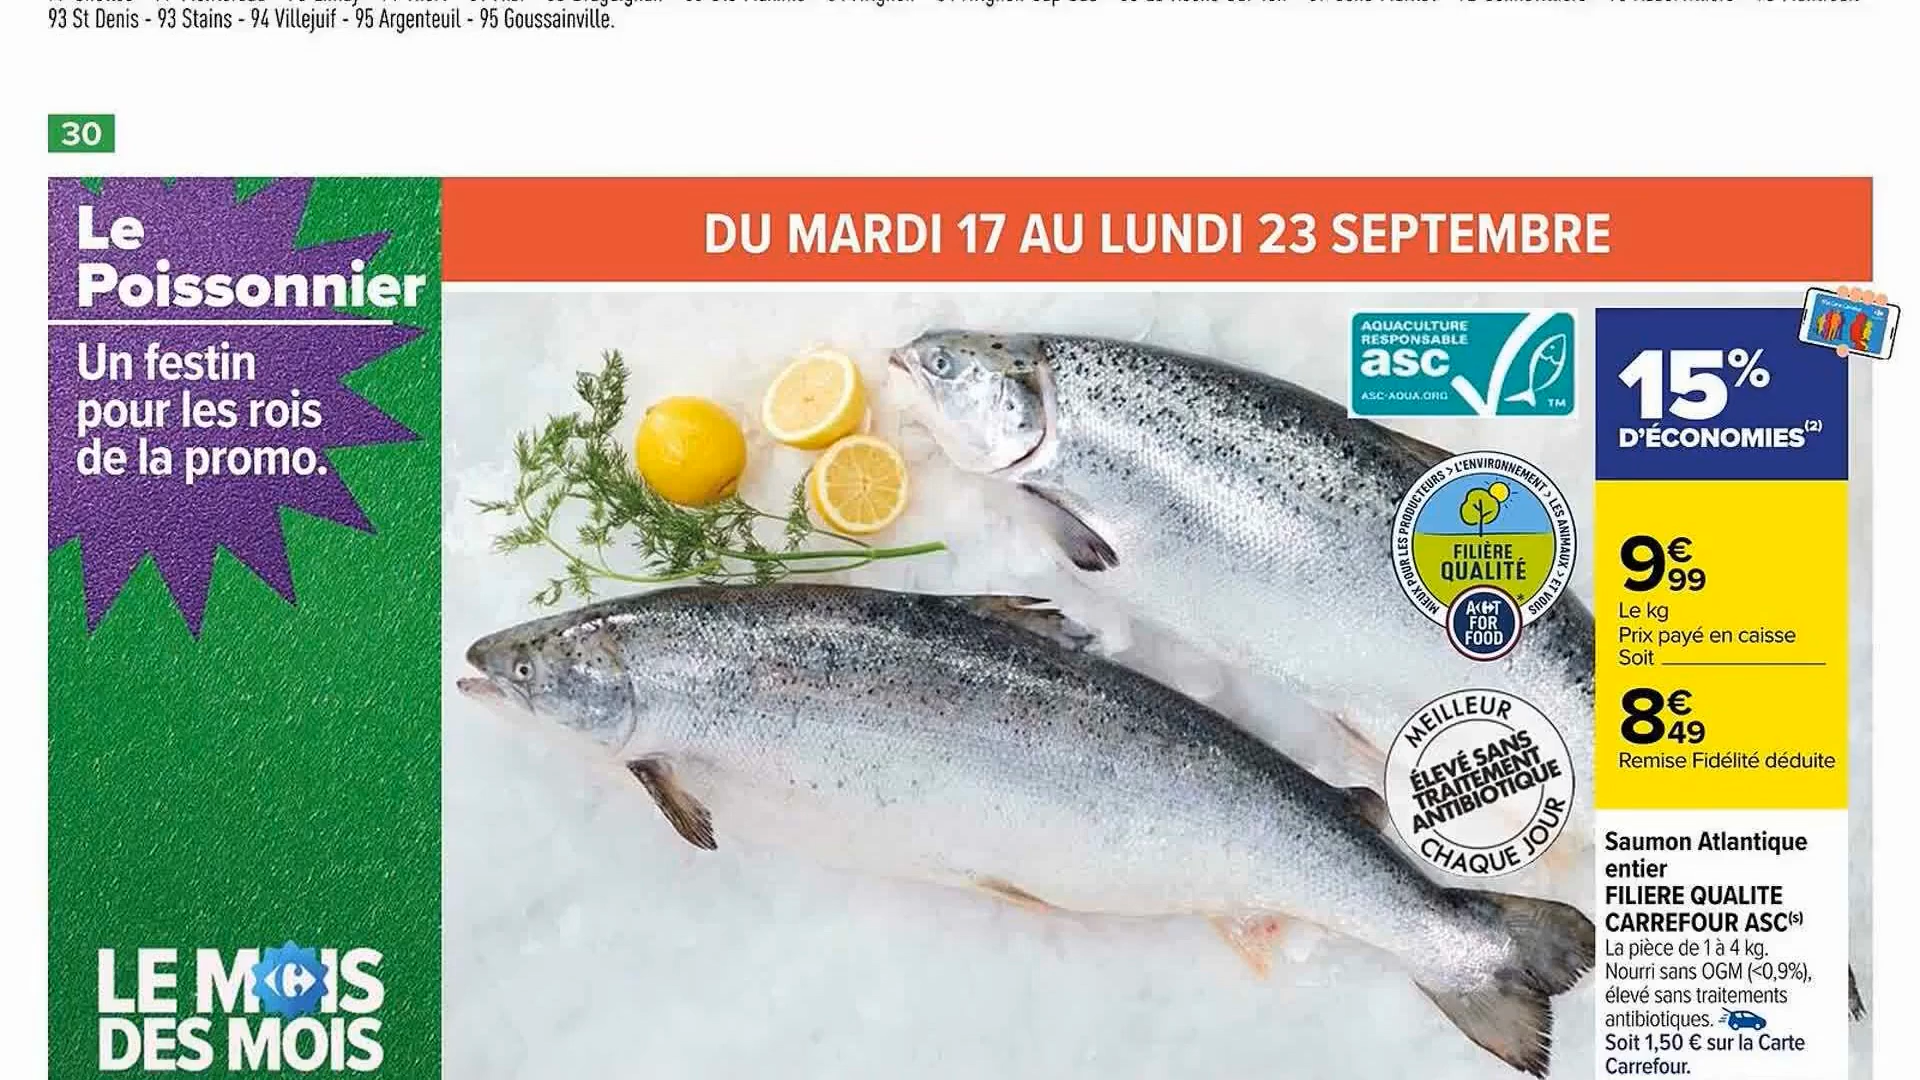 93 St Denis - 93 Stains - 94 Villejuif - 95 Argenteuil - 95 Goussainville.
30
Le
Poissonnier
Un festin
pour les rois
de la promo.
LE MOIS
DES MOIS
DU MARDI 17 AU LUNDI 23 SEPTEMBRE
AQUACULTURE
RESPONSABLE
asc
ASC-AQUA.ORG
TM
MIEUX POUR LES PRODUCTEURS > L'ENVIRONNEMENT > LES ANIMAUX > ET VOUS
FILIÈRE
QUALITÉ
ACT
FOR
FOOD
*
MEILLEUR
ÉLEVÉ SANS
TRAITEMENT
ANTIBIOTIQUE
CHAQUE JOUR
15%
D'ÉCONOMIES(2)
9€99
Le kg
Prix payé en caisse
Soit
8€49
Remise Fidélité déduite
Saumon Atlantique
entier
FILIERE QUALITE
CARREFOUR ASC(s)
La pièce de 1 à 4 kg.
Nourri sans OGM (<0,9%),
élevé sans traitements
antibiotiques.
Soit 1,50 € sur la Carte
Carrefour.